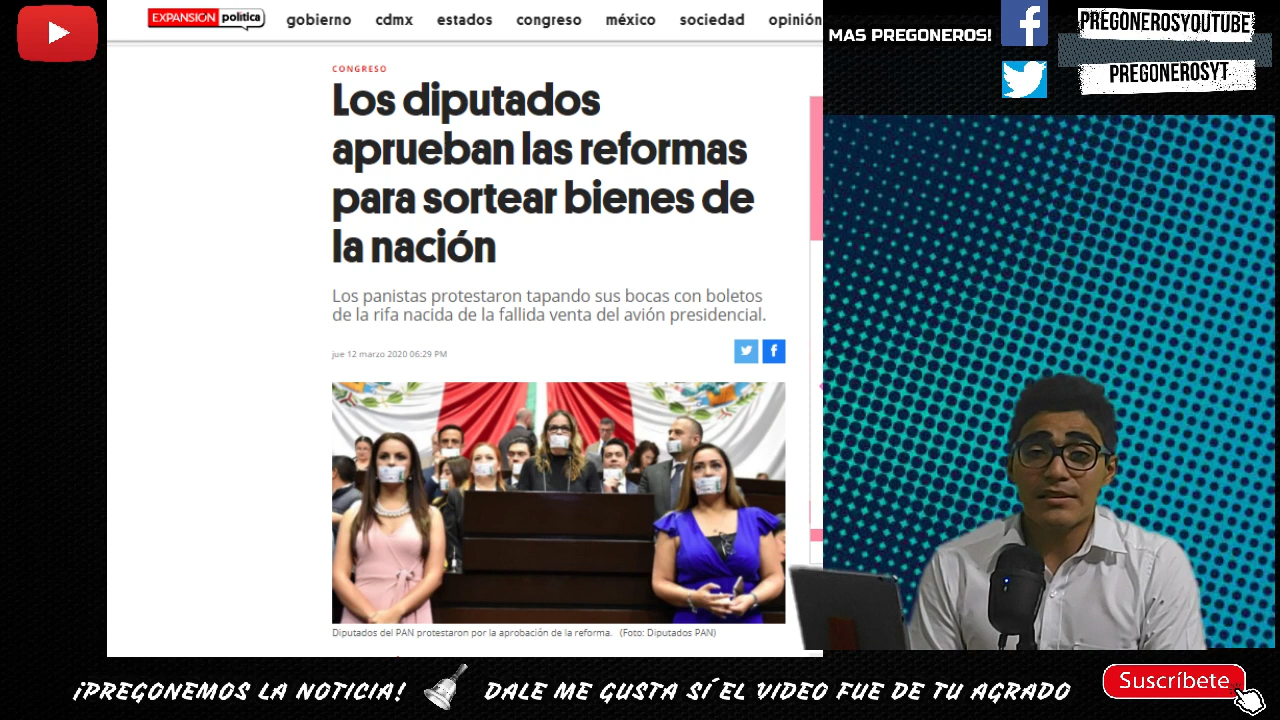 EXPANSIÓN política
gobierno cdmx estados congreso méxico sociedad opinión
MAS PREGONEROS!
PREGONEROSYOUTUBE
PREGONEROSYT
CONGRESO
Los diputados
aprueban las reformas
para sortear bienes de
la nación
Los panistas protestaron tapando sus bocas con boletos
de la rifa nacida de la fallida venta del avión presidencial.
jue 12 marzo 2020 06:29 PM
Diputados del PAN protestaron por la aprobación de la reforma. (Foto: Diputados PAN)
¡PREGONEMOS LA NOTICIA! DALE ME GUSTA SÍ EL VIDEO FUE DE TU AGRADO
Suscríbete